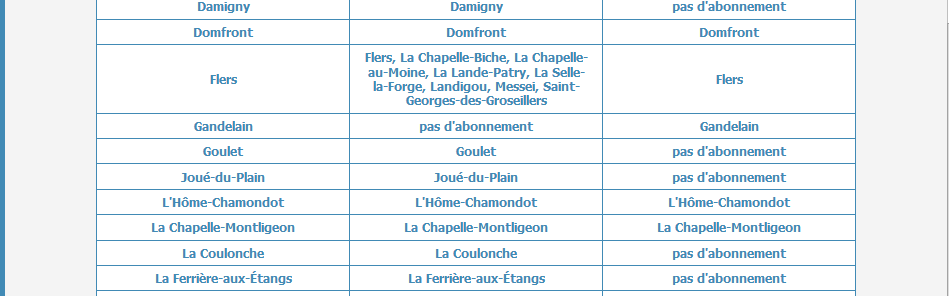 Damigny Damigny pas d'abonnement
Domfront Domfront Domfront
Flers, La Chapelle-Biche, La Chapelle-
au-Moine, La Lande-Patry, La Selle-
Flers la-Forge, Landigou, Messei, Saint- Flers
Georges-des-Groseillers
Gandelain pas d'abonnement Gandelain
Goulet Goulet pas d'abonnement
Joué-du-Plain Joué-du-Plain pas d'abonnement
L'Hôme-Chamondot L'Hôme-Chamondot L'Hôme-Chamondot
La Chapelle-Montligeon La Chapelle-Montligeon La Chapelle-Montligeon
La Coulonche La Coulonche pas d'abonnement
La Ferrière-aux-Étangs La Ferrière-aux-Étangs pas d'abonnement